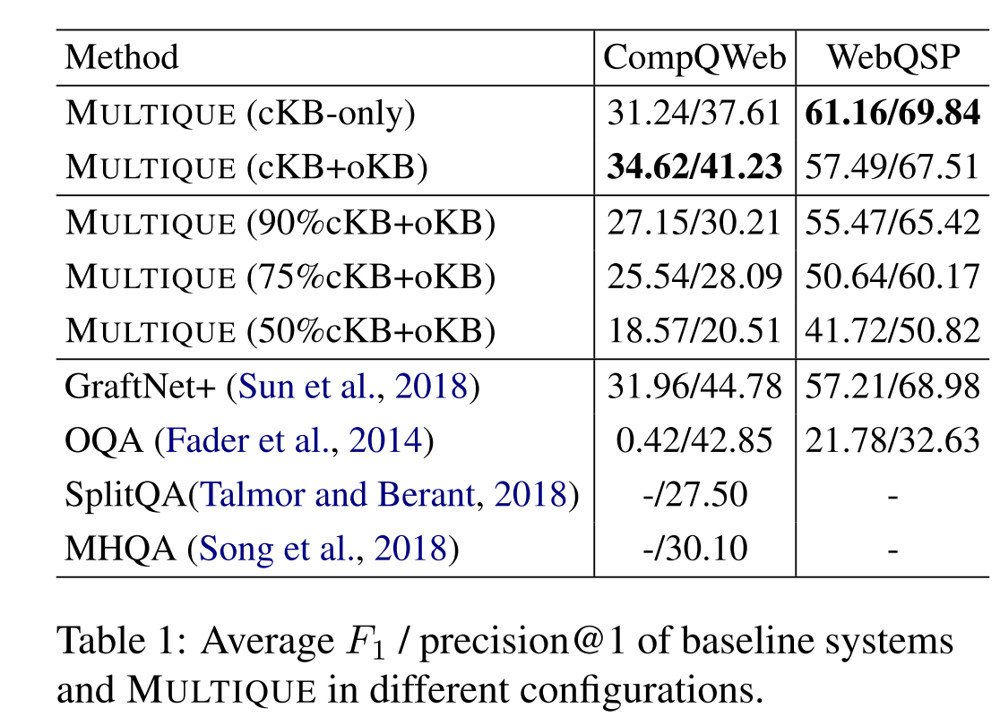 Method CompQWeb WebQSP
MULTIQUE (cKB-only) 31.24/37.61 61.16/69.84
MULTIQUE (cKB+oKB) 34.62/41.23 57.49/67.51
MULTIQUE (90%cKB+oKB) 27.15/30.21 55.47/65.42
MULTIQUE (75%cKB+oKB) 25.54/28.09 50.64/60.17
MULTIQUE (50%cKB+oKB) 18.57/20.51 41.72/50.82
GraftNet+ (Sun et al., 2018) 31.96/44.78 57.21/68.98
OQA (Fader et al., 2014) 0.42/42.85 21.78/32.63
SplitQA(Talmor and Berant, 2018) -/27.50 -
MHQA (Song et al., 2018) -/30.10 -
Table 1: Average F1 / precision@1 of baseline systems
and MULTIQUE in different configurations.